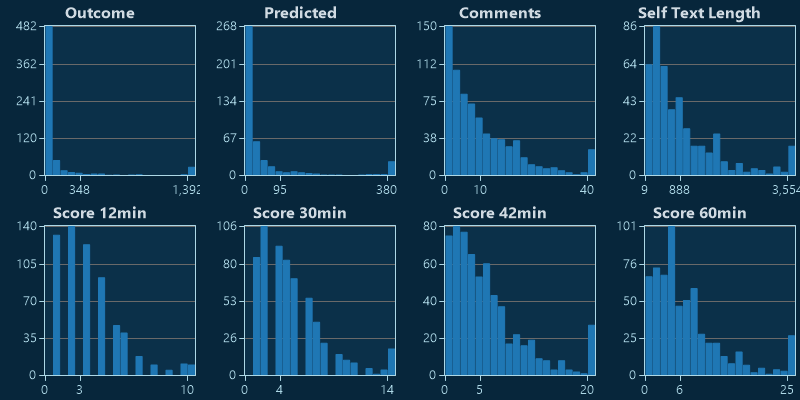 Outcome
482
362
241
120
0
0 348 1,392
Predicted
268
201
134
67
0
0 95 380
Comments
150
112
75
38
0
0 10 40
Self Text Length
86
64
43
22
0
9 888 3,554
Score 12min
140
105
70
35
0
0 3 10
Score 30min
106
80
53
26
0
0 4 14
Score 42min
80
60
40
20
0
0 5 20
Score 60min
101
76
50
25
0
0 6 25